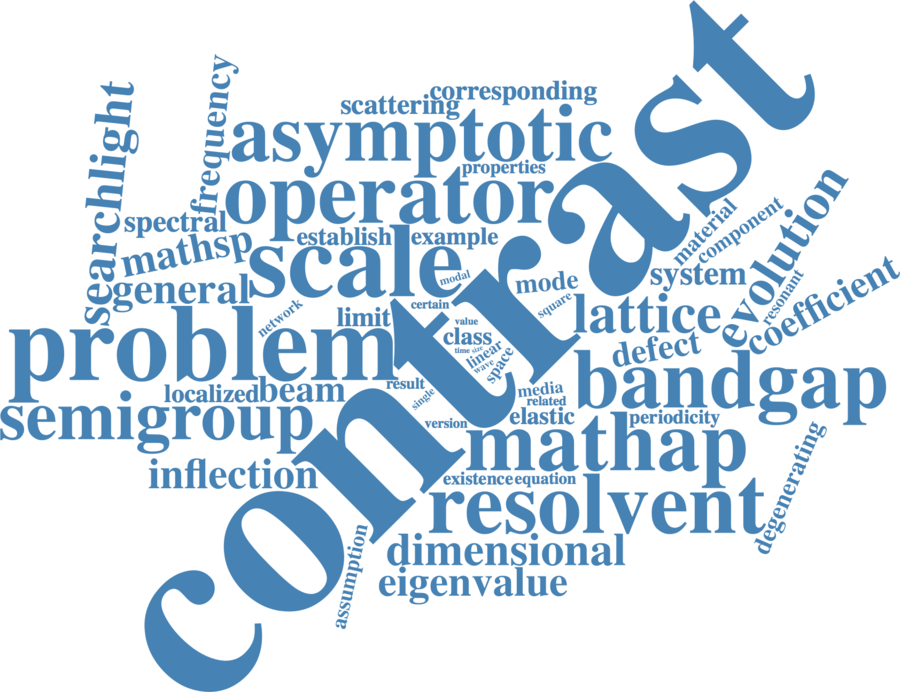 contrast
corresponding
scattering
frequency
searchlight
asymptotic
properties
operator
spectral
establish
example
mathsp
scale
modal
general
material
component
evolution
system
mode
resonant
coefficient
square
certain
network
limit
lattice
value
class
problem
time
size
linear
wave
space
defect
bandgap
localized
beam
result
single
media
related
semigroup
version
elastic
periodicity
mathap
inflection
existence
equation
degenerating
resolvent
assumption
dimensional
eigenvalue